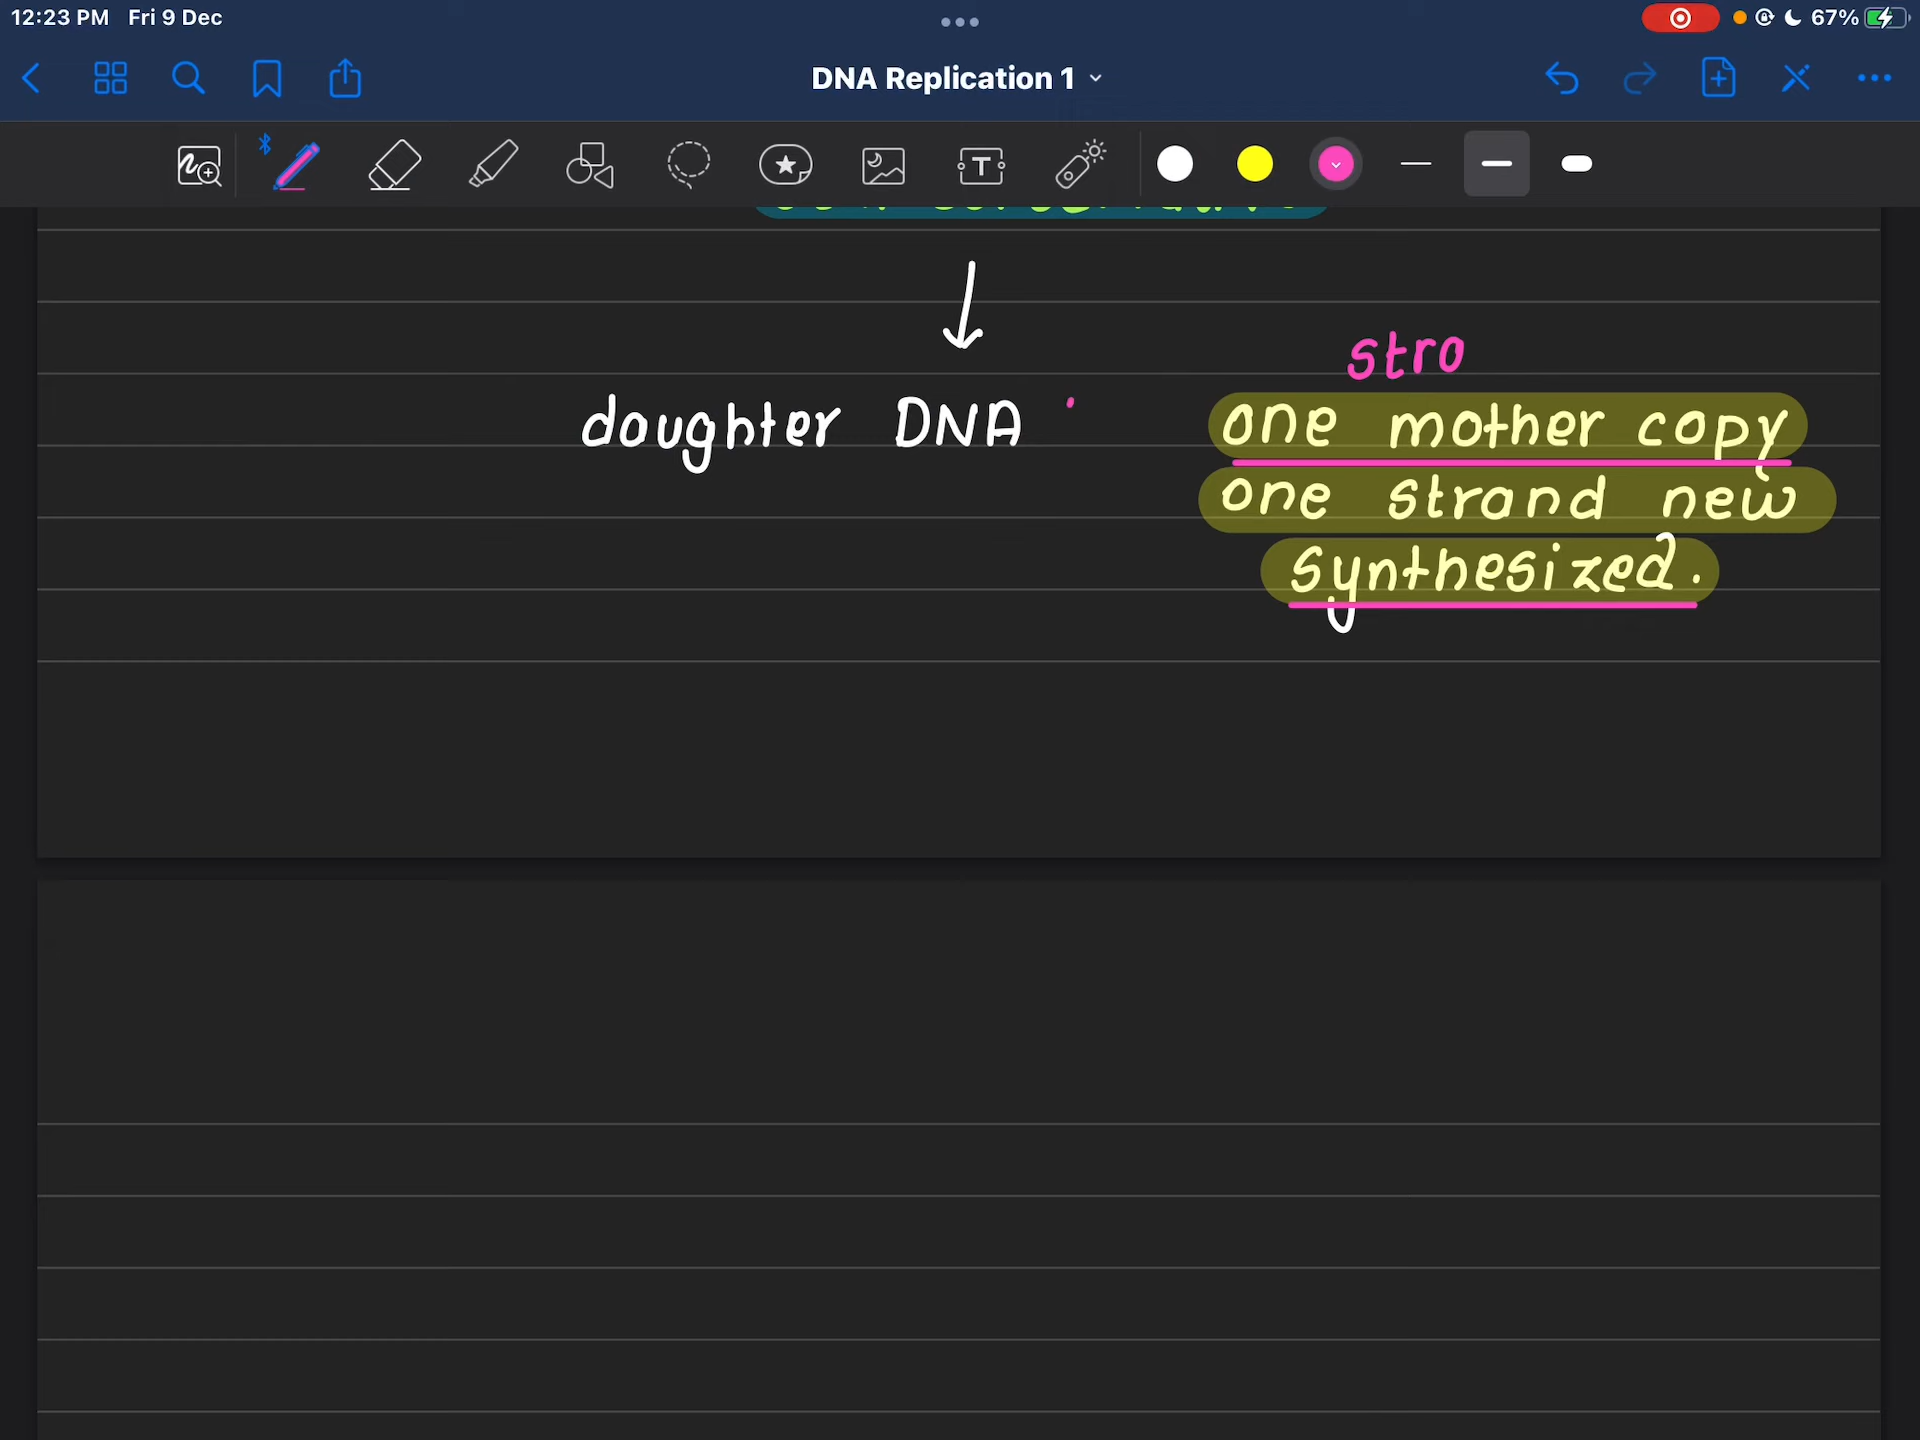 12:23 PM Fri 9 Dec
67%
DNA Replication 1
T
stro
daughter DNA
one mother copy
one strand new
synthesized.